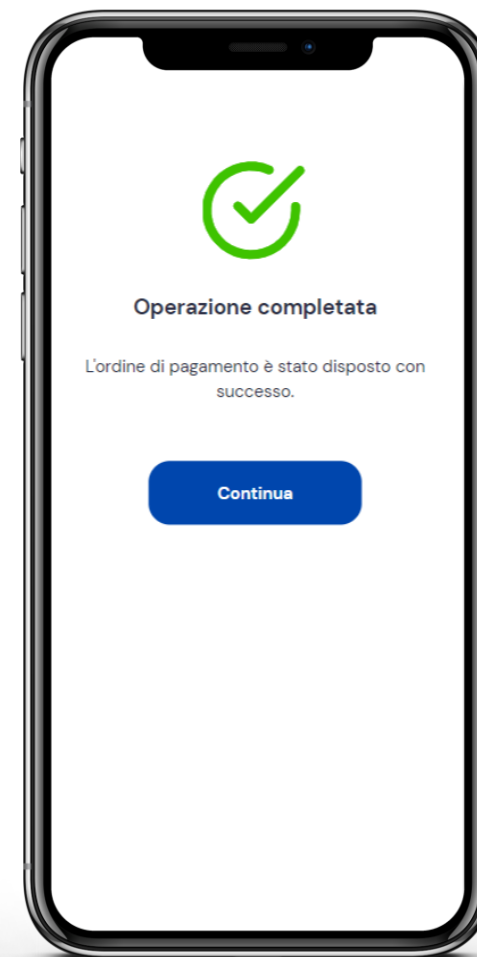 Operazione completata
L'ordine di pagamento è stato disposto con
successo.
Continua